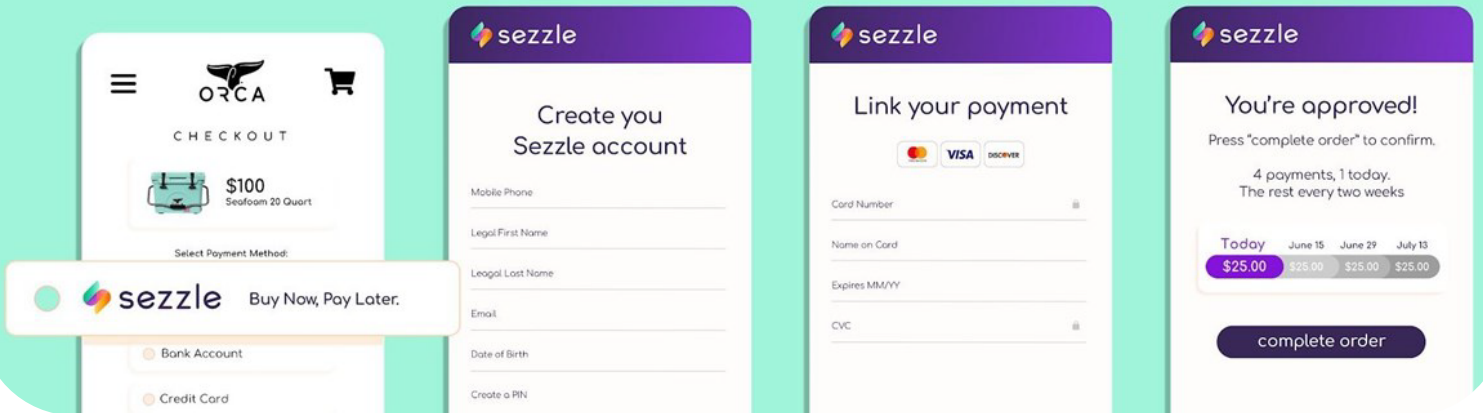 ORCA
CHECKOUT
$100
Seafoam 20 Quart
Select Payment Method:
sezzle Buy Now, Pay Later.
Bank Account
Credit Card
sezzle
Create you
Sezzle account
Mobile Phone
Legal First Name
Leagal Last Name
Email
Date of Birth
Create a PIN
sezzle
Link your payment
VISA DISCOVER
Card Number
Name on Card
Expires MM/YY
CVC
sezzle
You're approved!
Press "complete order" to confirm.
4 payments, 1 today.
The rest every two weeks
Today June 15 June 29 July 13
$25.00 $25.00 $25.00 $25.00
complete order